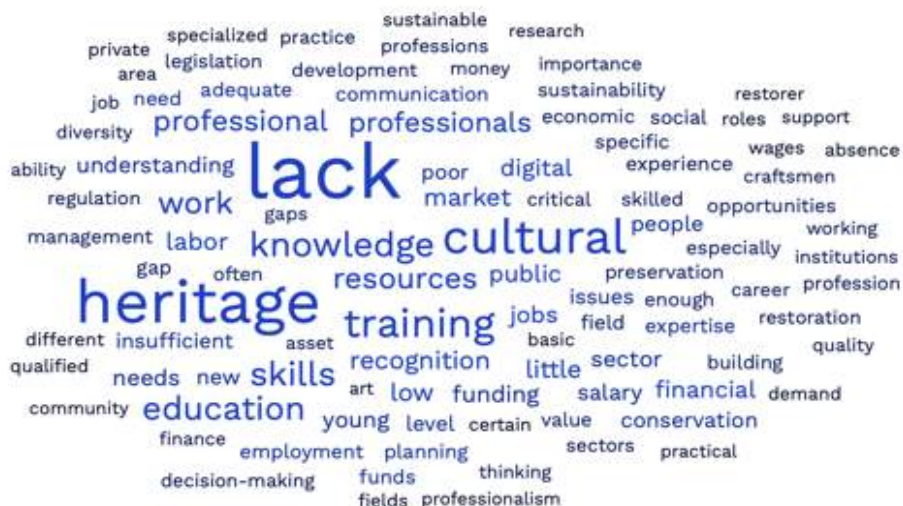 sustainable
private specialized practice professions research
area legislation development money importance
job need adequate communication sustainability restorer
diversity professional professionals economic social roles support
ability understanding lack poor digital specific experience wages absence
regulation work gaps market critical skilled craftsmen opportunities
management labor knowledge cultural people especially working institutions
gap often resources public preservation career profession
heritage training jobs issues enough field expertise restoration
different insufficient asset recognition basic little sector building quality
qualified needs new skills art low funding salary financial demand
community education young level certain value conservation
finance employment planning sectors practical
decision-making funds thinking
fields professionalism